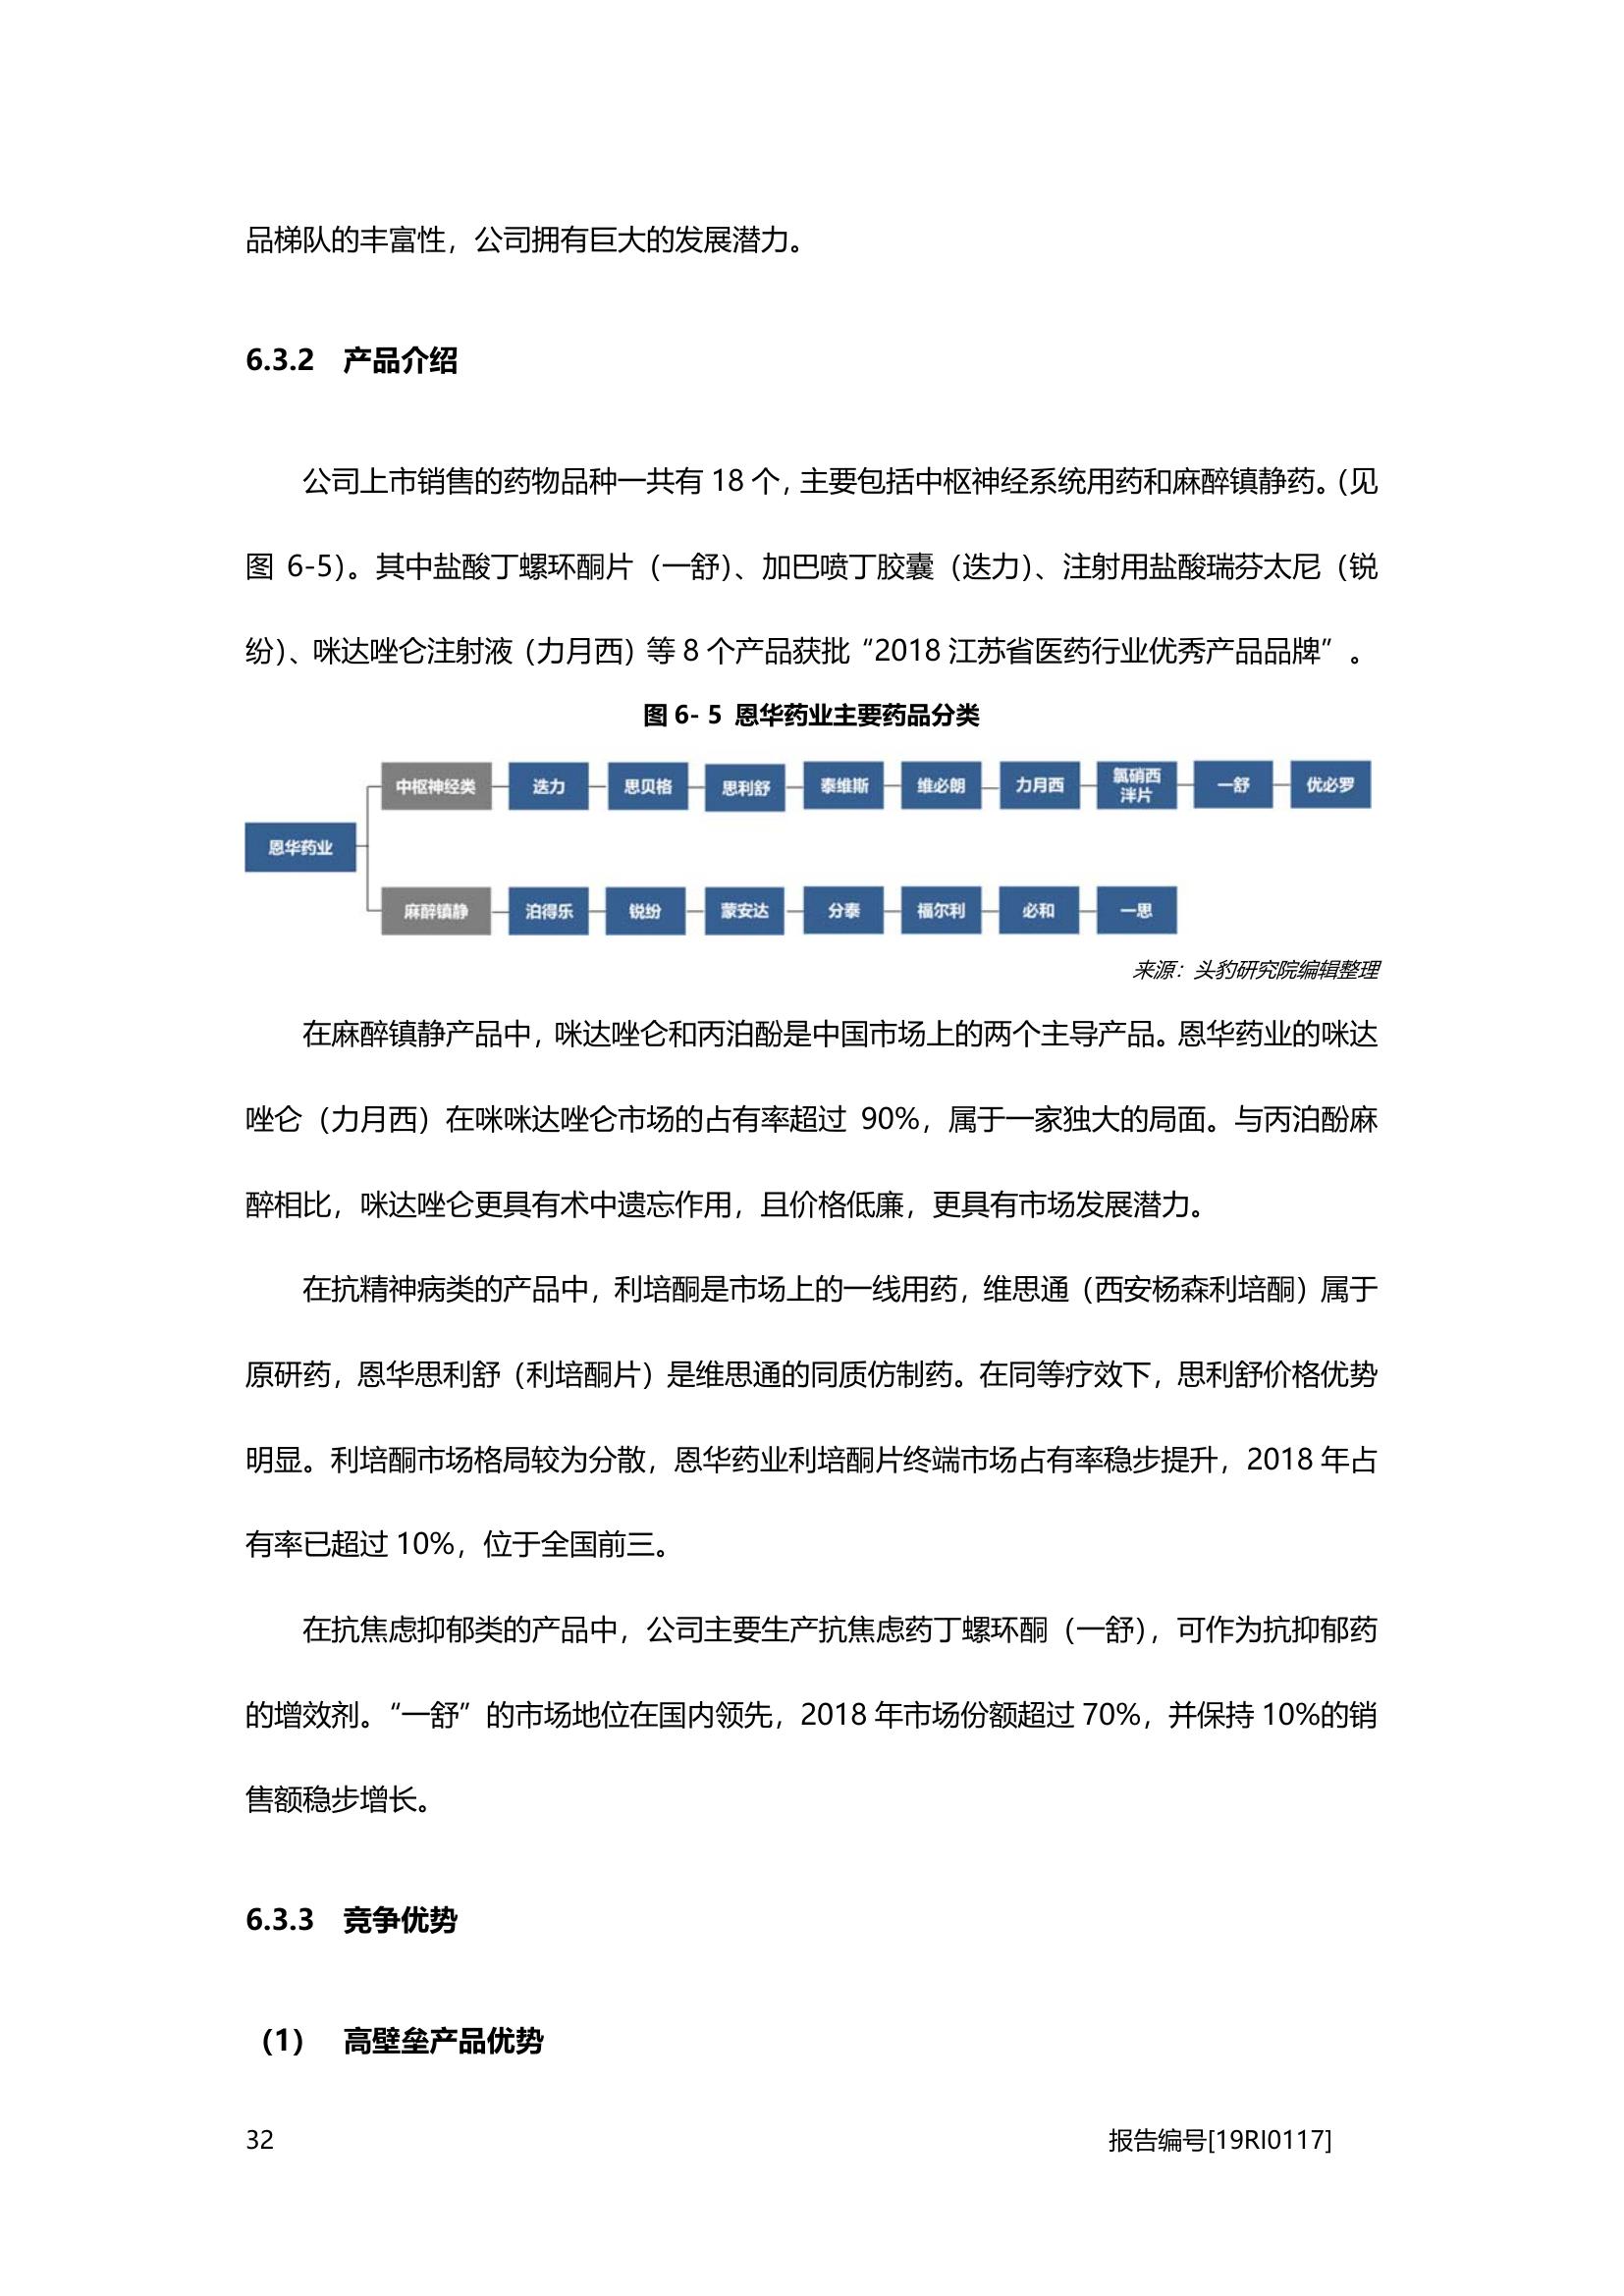 品梯队的丰富性，公司拥有巨大的发展潜力。
6.3.2 产品介绍
公司上市销售的药物品种一共有 18 个，主要包括中枢神经系统用药和麻醉镇静药。（见
图 6-5）。其中盐酸丁螺环酮片（一舒）、加巴喷丁胶囊（迭力）、注射用盐酸瑞芬太尼（锐
纷）、咪达唑仑注射液（力月西）等 8 个产品获批“2018 江苏省医药行业优秀产品品牌”。
图 6- 5 恩华药业主要药品分类
中枢神经类 迭力 思贝格 思利舒 泰维斯 维必朗 力月西 氯硝西泮片 一舒 优必罗
恩华药业
麻醉镇静 泊得乐 锐纷 蒙安达 分泰 福尔利 必和 一思
来源：头豹研究院编辑整理
在麻醉镇静产品中，咪达唑仑和丙泊酚是中国市场上的两个主导产品。恩华药业的咪达
唑仑（力月西）在咪咪达唑仑市场的占有率超过 90%，属于一家独大的局面。与丙泊酚麻
醉相比，咪达唑仑更具有术中遗忘作用，且价格低廉，更具有市场发展潜力。
在抗精神病类的产品中，利培酮是市场上的一线用药，维思通（西安杨森利培酮）属于
原研药，恩华思利舒（利培酮片）是维思通的同质仿制药。在同等疗效下，思利舒价格优势
明显。利培酮市场格局较为分散，恩华药业利培酮片终端市场占有率稳步提升，2018 年占
有率已超过 10%，位于全国前三。
在抗焦虑抑郁类的产品中，公司主要生产抗焦虑药丁螺环酮（一舒），可作为抗抑郁药
的增效剂。“一舒”的市场地位在国内领先，2018 年市场份额超过 70%，并保持 10%的销
售额稳步增长。
6.3.3 竞争优势
（1） 高壁垒产品优势
32 报告编号[19RI0117]